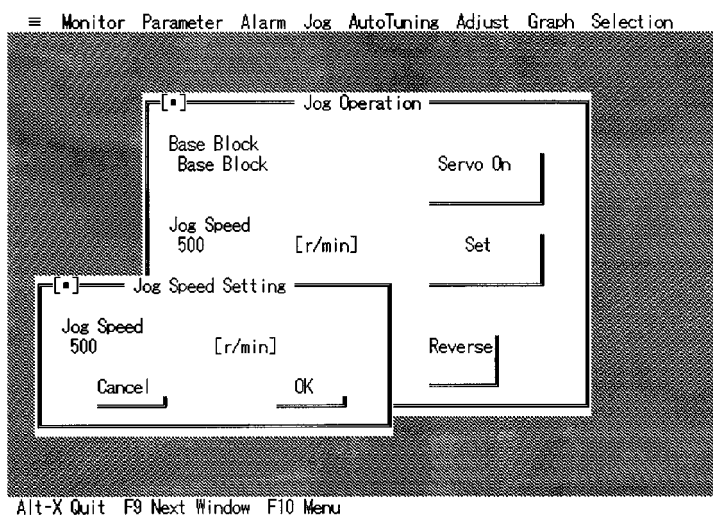 ≡ Monitor Parameter Alarm Jog AutoTuning Adjust Graph Selection
[▪] Jog Operation
Base Block
Base Block
Servo On
Jog Speed
500 [r/min]
Set
Reverse
[▪] Jog Speed Setting
Jog Speed
500 [r/min]
Cancel OK
Alt-X Quit F9 Next Window F10 Menu